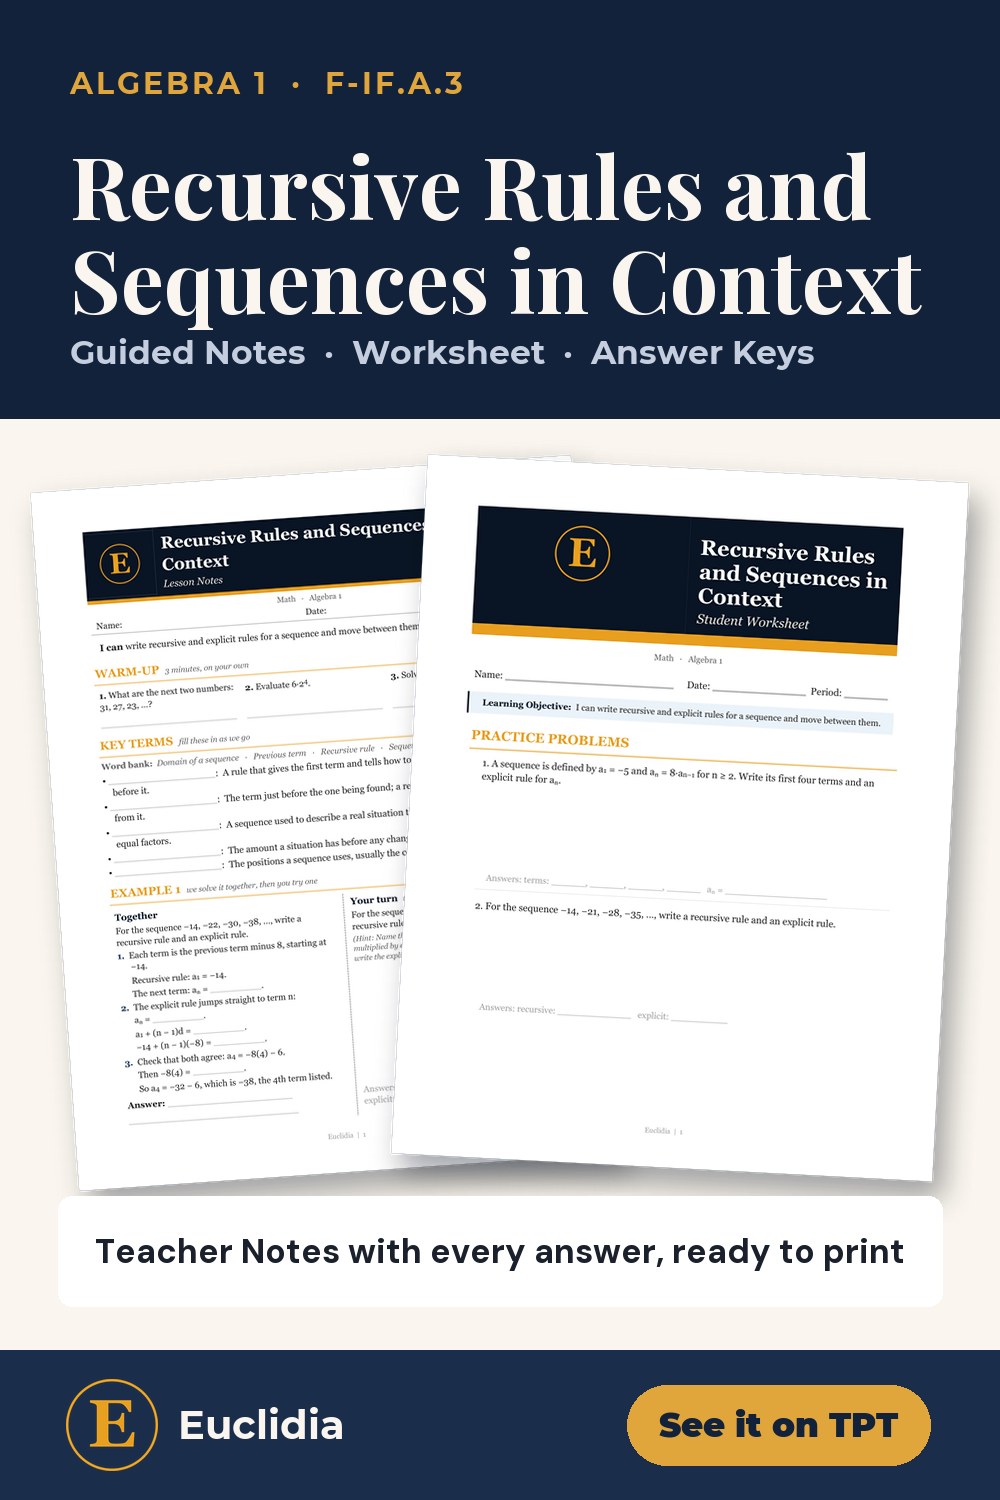 ALGEBRA 1 · F-IF.A.3
Recursive Rules and
Sequences in Context
Guided Notes · Worksheet · Answer Keys
E
Recursive Rules and Sequences
Context
Lesson Notes
Math · Algebra 1
Name:
Date:
I can write recursive and explicit rules for a sequence and move between them
WARM-UP 3 minutes, on your own
1. What are the next two numbers:
31, 27, 23, ...?
2. Evaluate 6·2⁴.
3. Solv
KEY TERMS fill these in as we go
Word bank: Domain of a sequence · Previous term · Recursive rule · Seque
• : A rule that gives the first term and tells how to
before it.
• : The term just before the one being found; a re
from it.
• : A sequence used to describe a real situation t
equal factors.
• : The amount a situation has before any chan
• : The positions a sequence uses, usually the c
EXAMPLE 1 we solve it together, then you try one
Together
For the sequence −14, −22, −30, −38, ..., write a
recursive rule and an explicit rule.
1. Each term is the previous term minus 8, starting at
−14.
Recursive rule: a₁ = −14.
The next term: aₙ = .
2. The explicit rule jumps straight to term n:
aₙ = .
a₁ + (n − 1)d = .
−14 + (n − 1)(−8) = .
3. Check that both agree: a₄ = −8(4) − 6.
Then −8(4) = .
So a₄ = −32 − 6, which is −38, the 4th term listed.
Answer:
Your turn
For the seque
recursive rule
(Hint: Name th
multiplied by
write the expl
Answer
explicit:
Euclidia | 1
E
Recursive Rules
and Sequences in
Context
Student Worksheet
Math · Algebra 1
Name: Date: Period:
Learning Objective: I can write recursive and explicit rules for a sequence and move between them.
PRACTICE PROBLEMS
1. A sequence is defined by a₁ = −5 and aₙ = 8·aₙ₋₁ for n ≥ 2. Write its first four terms and an
explicit rule for aₙ.
Answers: terms: , , , aₙ =
2. For the sequence −14, −21, −28, −35, ..., write a recursive rule and an explicit rule.
Answers: recursive: explicit:
Euclidia | 1
Teacher Notes with every answer, ready to print
E
Euclidia
See it on TPT